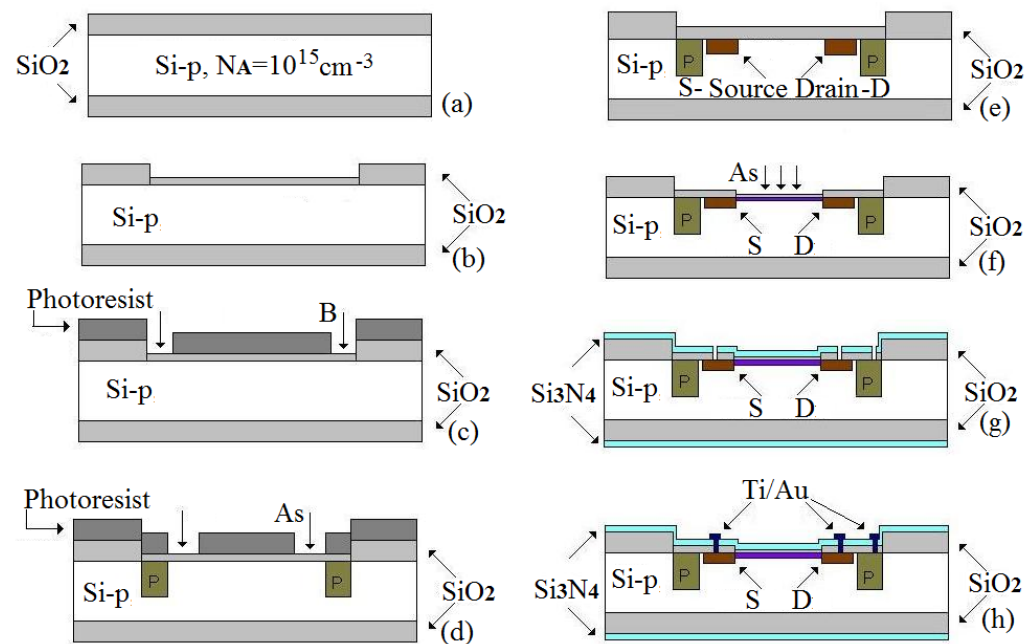 SiO2
Si-p, NA=10^15cm^-3
(a)
Si-p
SiO2
(b)
Photoresist
B
Si-p
SiO2
(c)
Photoresist
As
P
P
Si-p
SiO2
(d)
Si-p
P
P
S- Source Drain-D
SiO2
(e)
As
Si-p
P
P
S
D
SiO2
(f)
Si3N4
Si-p
P
P
S
D
SiO2
(g)
Ti/Au
Si3N4
Si-p
P
P
S
D
SiO2
(h)